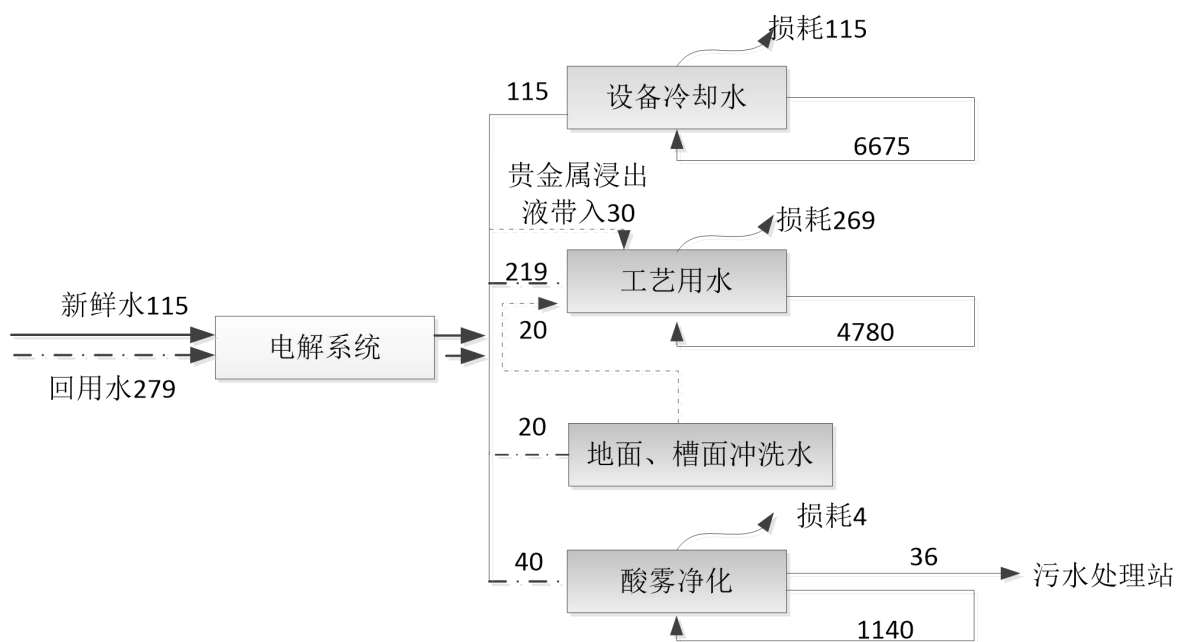 损耗115
115
设备冷却水
6675
贵金属浸出
液带入30
损耗269
219
工艺用水
新鲜水115
20
4780
电解系统
回用水279
20
地面、槽面冲洗水
损耗4
40
酸雾净化
36
污水处理站
1140